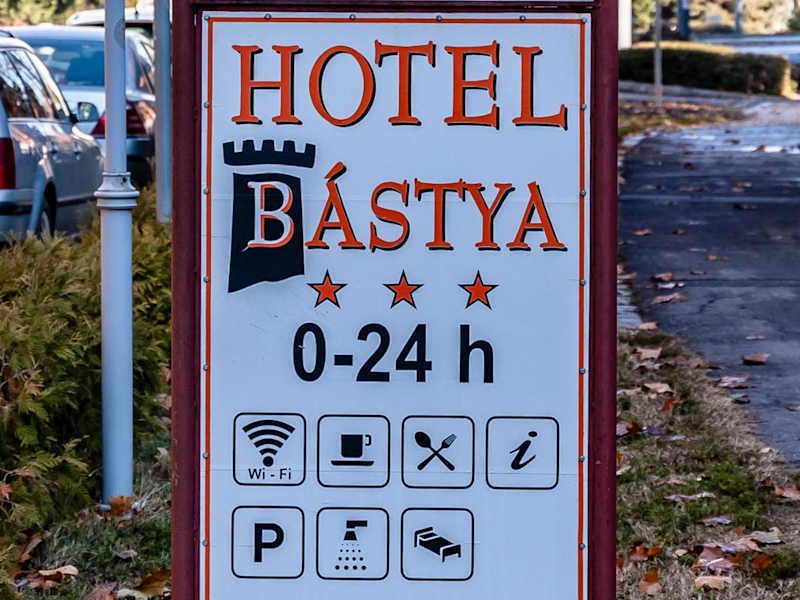 HOTEL
BÁSTYA
0-24 h
Wi - Fi
i
P